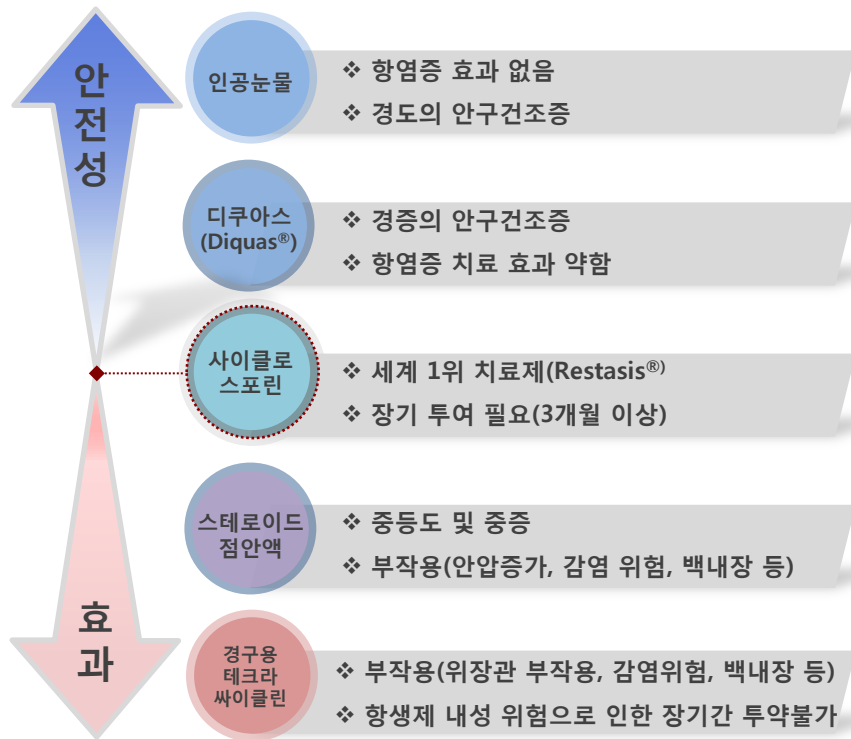 안전성
인공눈물
❖ 항염증 효과 없음
❖ 경도의 안구건조증
디쿠아스
(Diquas®)
❖ 경증의 안구건조증
❖ 항염증 치료 효과 약함
사이클로
스포린
❖ 세계 1위 치료제(Restasis®)
❖ 장기 투여 필요(3개월 이상)
스테로이드
점안액
❖ 중등도 및 중증
❖ 부작용(안압증가, 감염 위험, 백내장 등)
효과
경구용
테크라
싸이클린
❖ 부작용(위장관 부작용, 감염위험, 백내장 등)
❖ 항생제 내성 위험으로 인한 장기간 투약불가